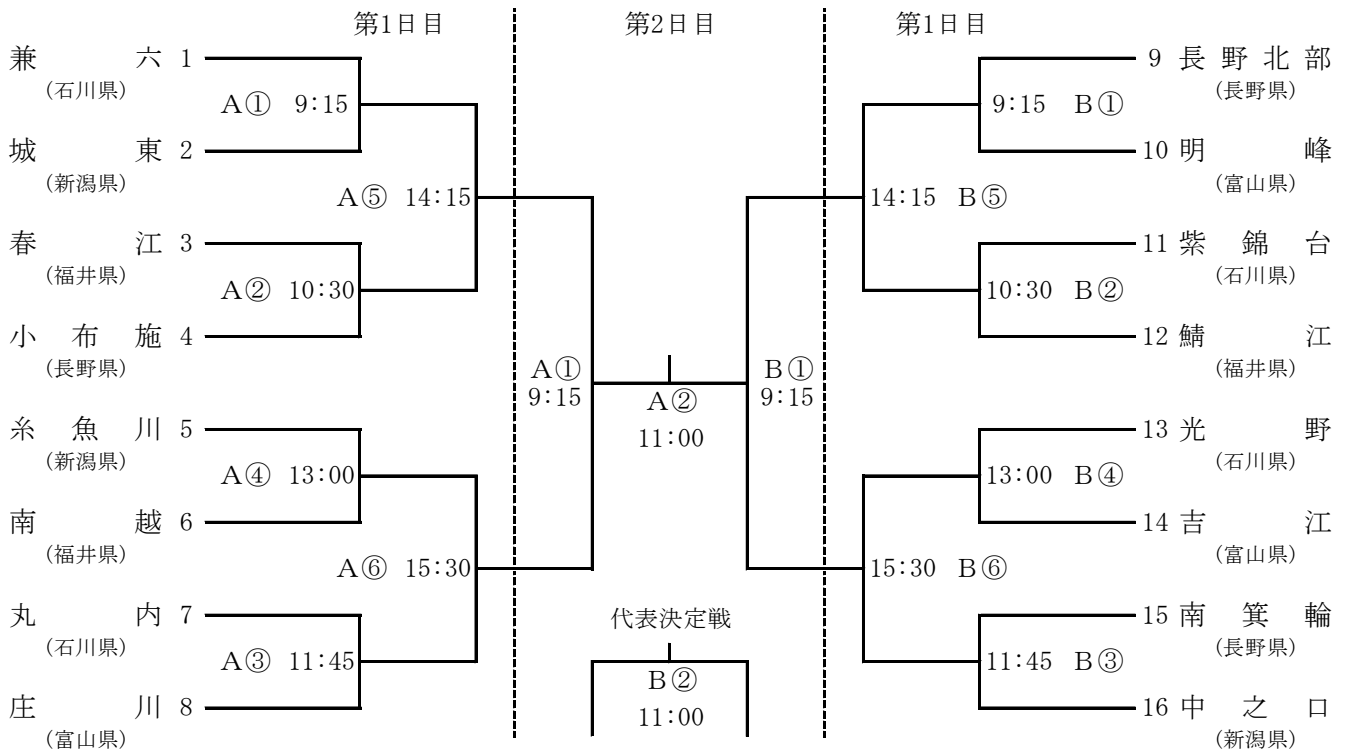 第1日目 第2日目 第1日目
兼六 1
(石川県)
A① 9:15
城東 2
(新潟県)
A⑤ 14:15
春江 3
(福井県)
A② 10:30
小布施 4
(長野県)
糸魚川 5
(新潟県)
A④ 13:00
南越 6
(福井県)
A⑥ 15:30
丸内 7
(石川県)
A③ 11:45
庄川 8
(富山県)
A①
9:15
A②
11:00
B①
9:15
代表決定戦
B②
11:00
9 長野北部
(長野県)
9:15 B①
10 明峰
(富山県)
14:15 B⑤
11 紫錦台
(石川県)
10:30 B②
12 鯖江
(福井県)
13 光野
(石川県)
13:00 B④
14 吉江
(富山県)
15:30 B⑥
15 南箕輪
(長野県)
11:45 B③
16 中之口
(新潟県)